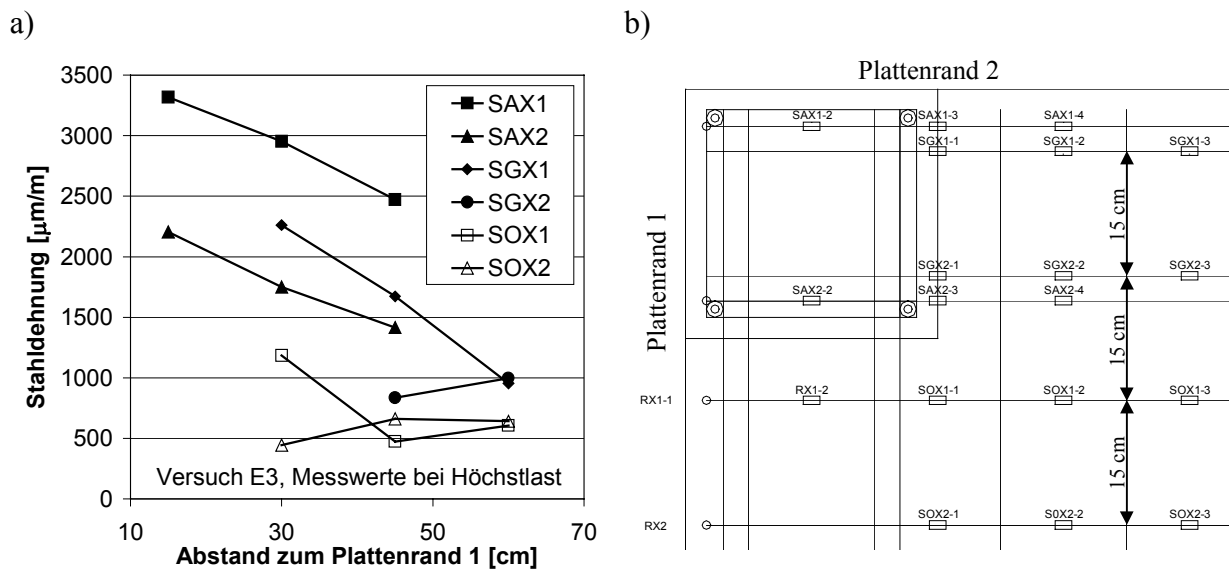 a)
3500
3000
2500
2000
1500
1000
500
0
10
30
50
70
Stahldehnung [µm/m]
Abstand zum Plattenrand 1 [cm]
SAX1
SAX2
SGX1
SGX2
SOX1
SOX2
Versuch E3, Messwerte bei Höchstlast
b)
Plattenrand 2
Plattenrand 1
SAX1-2
SAX1-3
SAX1-4
SGX1-1
SGX1-2
SGX1-3
15 cm
SGX2-1
SGX2-2
SGX2-3
SAX2-2
SAX2-3
SAX2-4
15 cm
RX1-1
RX1-2
SOX1-1
SOX1-2
SOX1-3
15 cm
RX2
SOX2-1
S0X2-2
SOX2-3